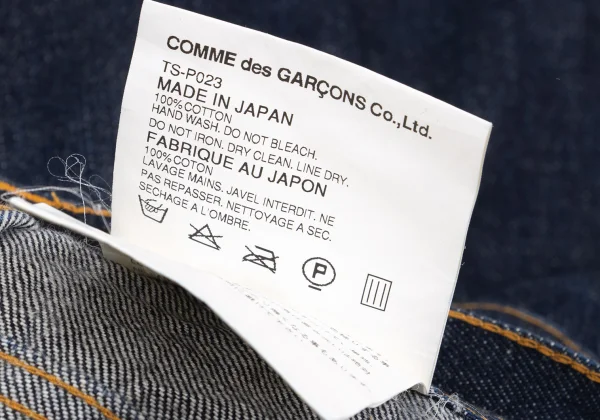 COMME des GARÇONS Co.,Ltd.
TS-P023
MADE IN JAPAN
100%COTTON
HAND WASH. DO NOT BLEACH.
DO NOT IRON. DRY CLEAN. LINE DRY.
FABRIQUE AU JAPON
100%COTON
LAVAGE MAINS. JAVEL INTERDIT. NE
PAS REPASSER. NETTOYAGE A SEC.
SECHAGE A L'OMBRE.
P